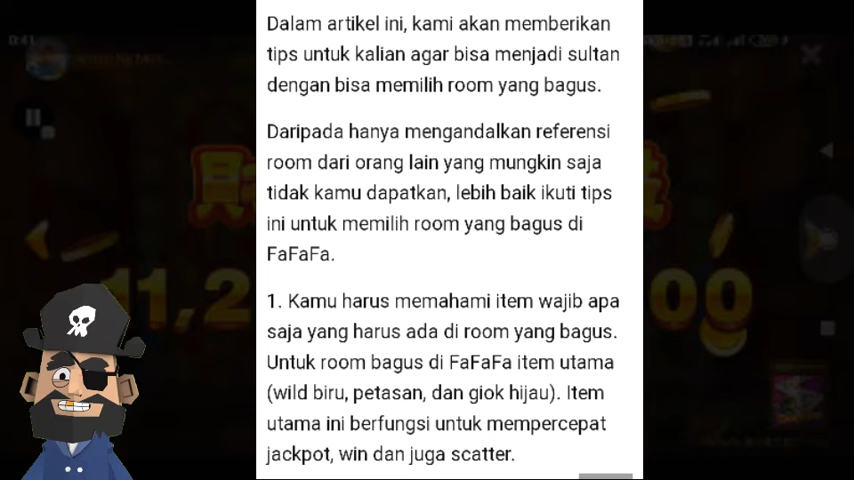 Dalam artikel ini, kami akan memberikan
tips untuk kalian agar bisa menjadi sultan
dengan bisa memilih room yang bagus.
Daripada hanya mengandalkan referensi
room dari orang lain yang mungkin saja
tidak kamu dapatkan, lebih baik ikuti tips
ini untuk memilih room yang bagus di
FaFaFa.
1. Kamu harus memahami item wajib apa
saja yang harus ada di room yang bagus.
Untuk room bagus di FaFaFa item utama
(wild biru, petasan, dan giok hijau). Item
utama ini berfungsi untuk mempercepat
jackpot, win dan juga scatter.